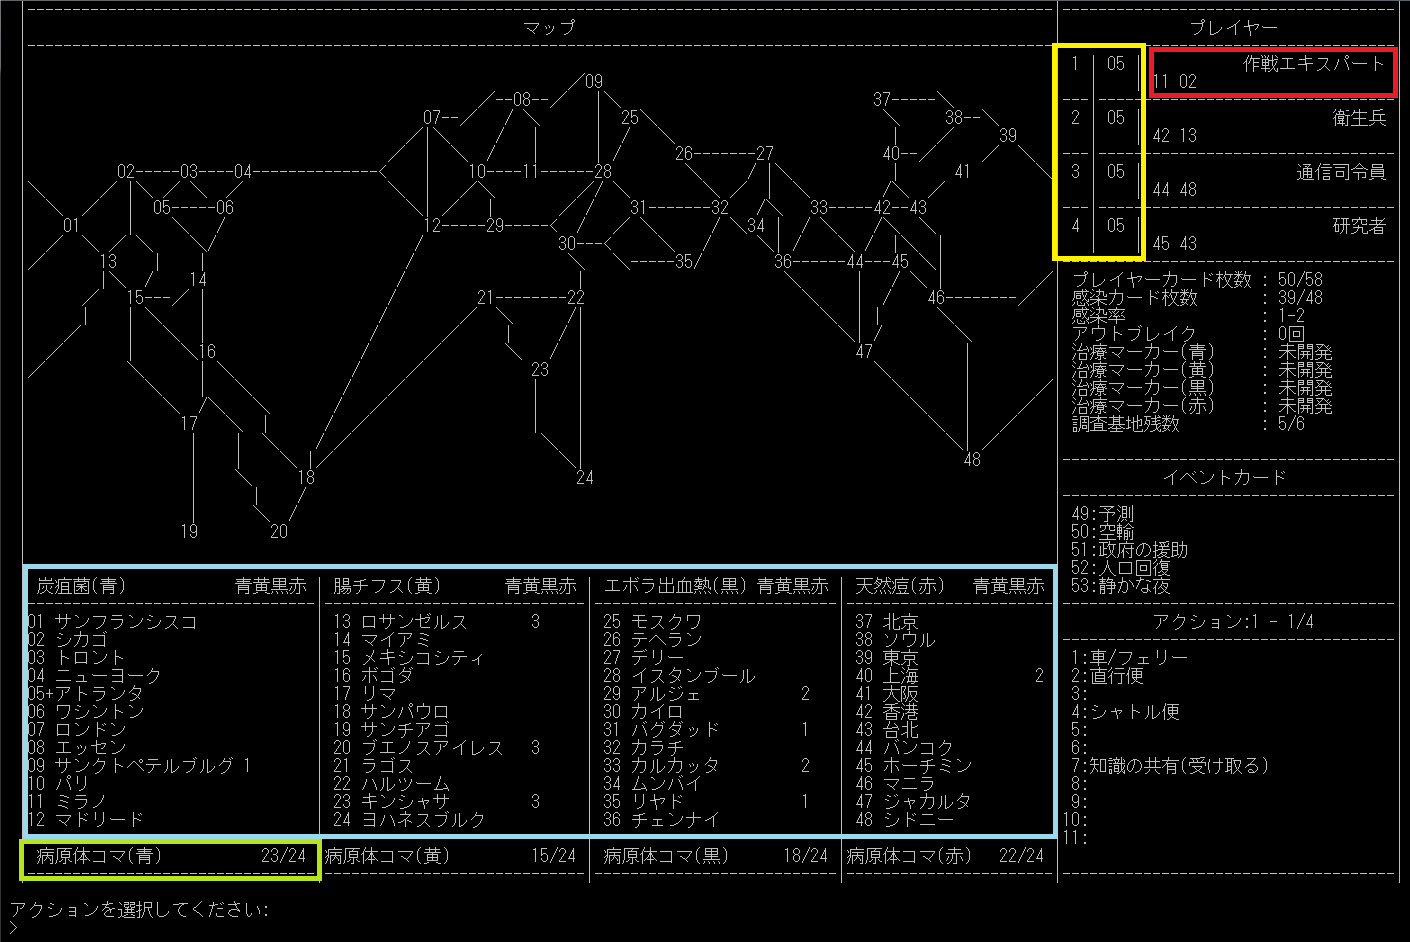 マップ
プレイヤー
09
08
07
25
10
11
28
26
27
37
38
39
40
41
02
03
04
05
06
01
12
29
31
32
33
42
43
34
30
35
36
44
45
13
14
15
21
22
46
16
23
47
17
18
24
48
19
20
1 05 作戦エキスパート
11 02
2 05 衛生兵
42 13
3 05 通信司令員
44 48
4 05 研究者
45 43
プレイヤーカード枚数 : 50/58
感染カード枚数 : 39/48
感染率 : 1-2
アウトブレイク : 0回
治療マーカー(青) : 未開発
治療マーカー(黄) : 未開発
治療マーカー(黒) : 未開発
治療マーカー(赤) : 未開発
調査基地残数 : 5/6
イベントカード
49:予測
50:空輸
51:政府の援助
52:人口回復
53:静かな夜
アクション:1 - 1/4
1:車/フェリー
2:直行便
3:
4:シャトル便
5:
6:
7:知識の共有(受け取る)
8:
9:
10:
11:
炭疽菌(青) 青黄黒赤
01 サンフランシスコ
02 シカゴ
03 トロント
04 ニューヨーク
05+アトランタ
06 ワシントン
07 ロンドン
08 エッセン
09 サンクトペテルブルグ 1
10 パリ
11 ミラノ
12 マドリード
病原体コマ(青) 23/24
腸チフス(黄) 青黄黒赤
13 ロサンゼルス 3
14 マイアミ
15 メキシコシティ
16 ボゴダ
17 リマ
18 サンパウロ
19 サンチアゴ
20 ブエノスアイレス 3
21 ラゴス
22 ハルツーム
23 キンシャサ 3
24 ヨハネスブルク
病原体コマ(黄) 15/24
エボラ出血熱(黒) 青黄黒赤
25 モスクワ
26 テヘラン
27 デリー
28 イスタンブール
29 アルジェ 2
30 カイロ
31 バグダッド 1
32 カラチ
33 カルカッタ 2
34 ムンバイ
35 リヤド 1
36 チェンナイ
病原体コマ(黒) 18/24
天然痘(赤) 青黄黒赤
37 北京
38 ソウル
39 東京
40 上海 2
41 大阪
42 香港
43 台北
44 バンコク
45 ホーチミン
46 マニラ
47 ジャカルタ
48 シドニー
病原体コマ(赤) 22/24
アクションを選択してください:
>